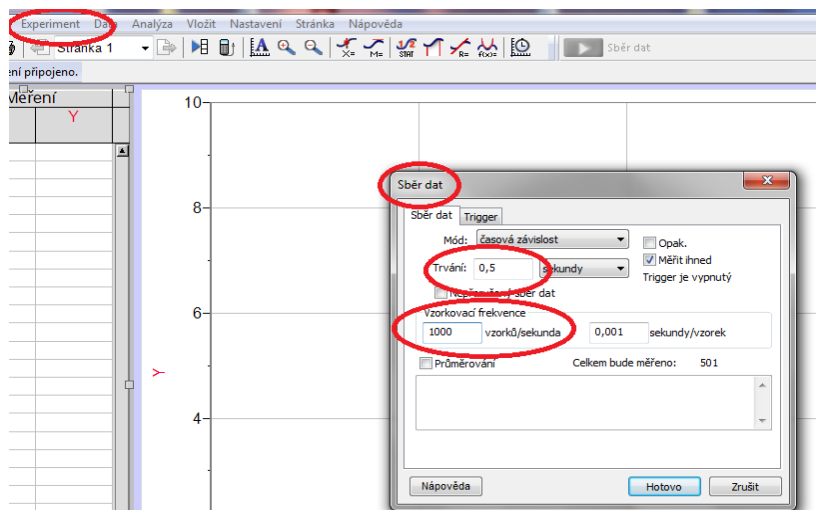 Experiment Data Analýza Vložit Nastavení Stránka Nápověda
Stránka 1
X= M= STAT R= f(x)=
Sběr dat
ení připojeno.
Měření
Y
10
8
6
4
Y
Sběr dat
Sběr dat Trigger
Mód: časová závislost
Opak.
Trvání: 0,5 sekundy
Měřit ihned
Trigger je vypnutý
Nepřerušený sběr dat
Vzorkovací frekvence
1000 vzorků/sekunda 0,001 sekundy/vzorek
Průměrování Celkem bude měřeno: 501
Nápověda Hotovo Zrušit